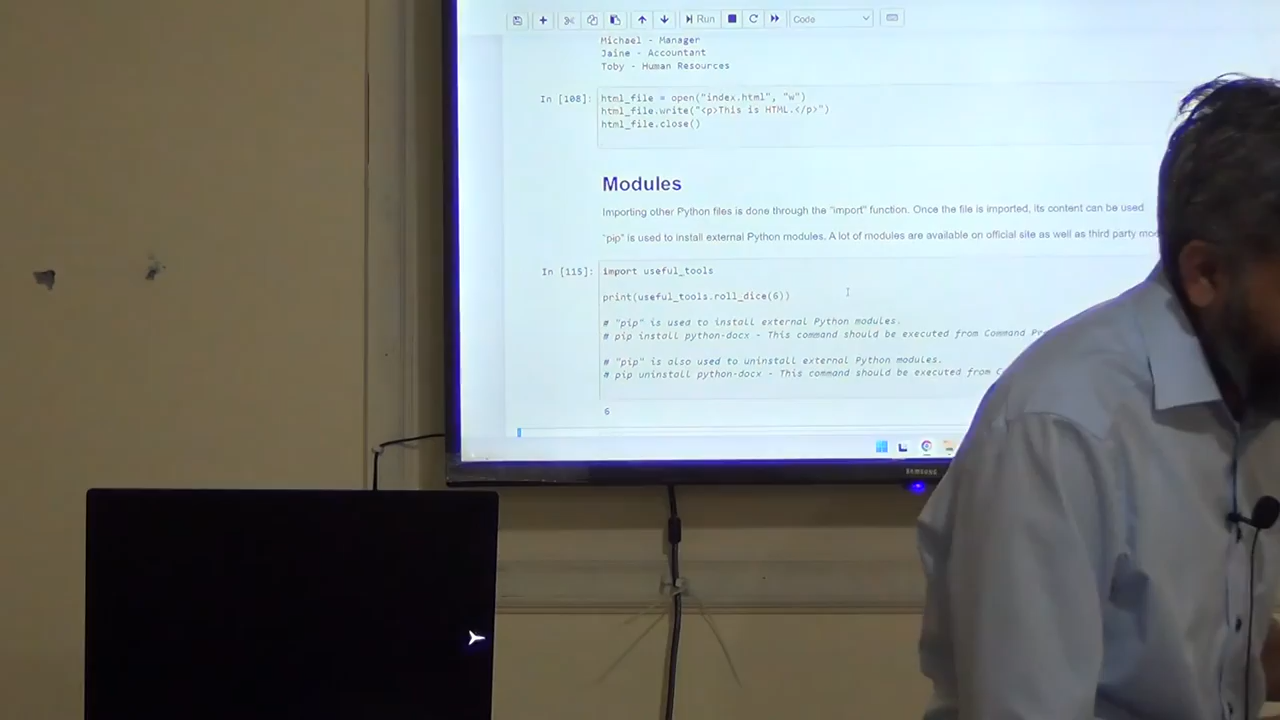 Run
Code
Michael - Manager
Jaine - Accountant
Toby - Human Resources
In [108]:
html_file = open("index.html", "w")
html_file.write("<p>This is HTML.</p>")
html_file.close()
Modules
Importing other Python files is done through the "import" function. Once the file is imported, its content can be used
"pip" is used to install external Python modules. A lot of modules are available on official site as well as third party
In [115]:
import useful_tools
print(useful_tools.roll_dice(6))
# "pip" is used to install external Python modules.
# pip install python-docx - This command should be executed from Command
# "pip" is also used to uninstall external Python modules.
# pip uninstall python-docx - This command should be executed from
6
SAMSUNG